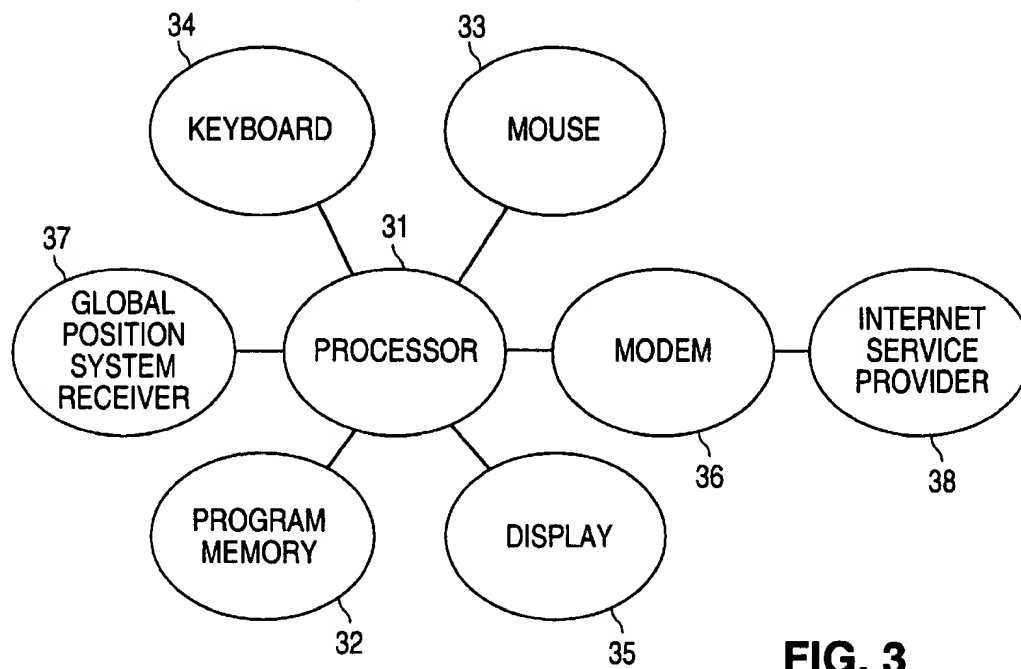 34
33
KEYBOARD
MOUSE
37
31
GLOBAL
POSITION
SYSTEM
RECEIVER
PROCESSOR
MODEM
INTERNET
SERVICE
PROVIDER
36
38
PROGRAM
MEMORY
DISPLAY
32
35
FIG. 3